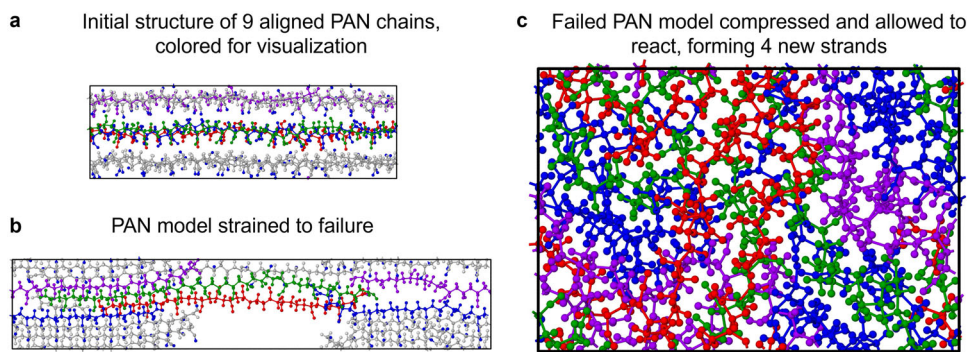 a Initial structure of 9 aligned PAN chains,
colored for visualization
b PAN model strained to failure
c Failed PAN model compressed and allowed to
react, forming 4 new strands